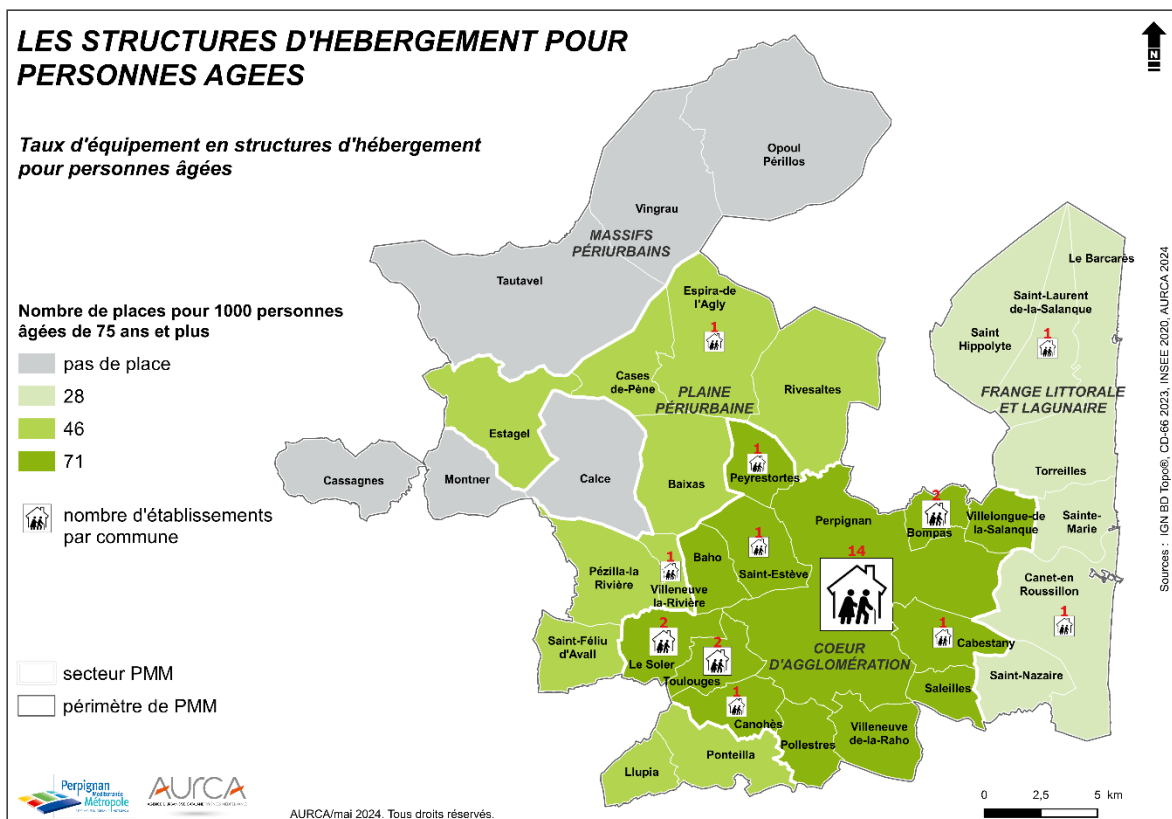 LES STRUCTURES D'HEBERGEMENT POUR
PERSONNES AGEES
N
Taux d'équipement en structures d'hébergement
pour personnes âgées
Nombre de places pour 1000 personnes
âgées de 75 ans et plus
pas de place
28
46
71
nombre d'établissements
par commune
secteur PMM
périmètre de PMM
Opoul
Périllos
Vingrau
MASSIFS
PÉRIURBAINS
Tautavel
Le Barcarès
Espira-de
l'Agly
1
Saint-Laurent
de-la-Salanque
1
Saint
Hippolyte
Cases
de-Pène
PLAINE
PÉRIURBAINE
Rivesaltes
FRANGE LITTORALE
ET LAGUNAIRE
Estagel
Cassagnes
Montner
Calce
Baixas
1
Peyrestortes
Torreilles
Perpignan
2
Bompas
Villelongue-de
la-Salanque
Sainte-
Marie
Baho
1
Saint-Estève
14
Pézilla-la
Rivière
1
Villeneuve
la-Rivière
Canet-en
Roussillon
1
Saint-Féliu
d'Avall
2
Le Soler
2
Toulouges
COEUR
D'AGGLOMÉRATION
1
Cabestany
Saint-Nazaire
1
Canohès
Saleilles
Pollestres
Villeneuve
de-la-Raho
Ponteilla
Llupia
Sources : IGN BD Topo®, CD-66 2023, INSEE 2020, AURCA 2024
Perpignan
Méditerranée
Métropole
AURCA
AURCA/mai 2024. Tous droits réservés.
0 2,5 5 km